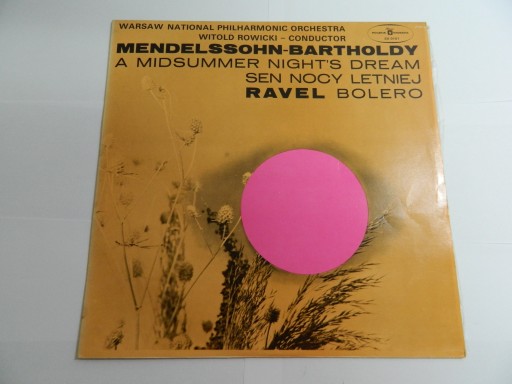 WARSAW NATIONAL PHILHARMONIC ORCHESTRA
WITOLD ROWICKI – CONDUCTOR
MENDELSSOHN-BARTHOLDY
A MIDSUMMER NIGHT'S DREAM
SEN NOCY LETNIEJ
RAVEL BOLERO